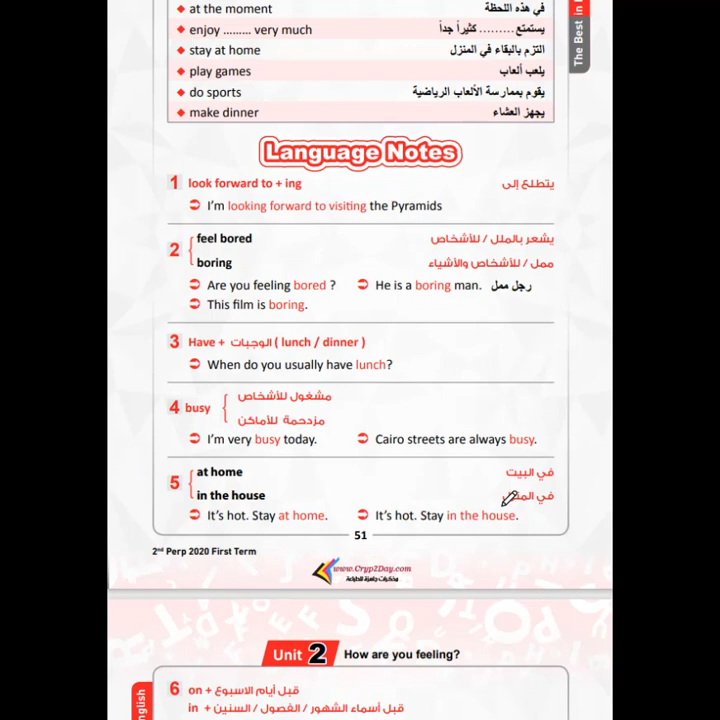 ◆ at the moment في هذه اللحظة
◆ enjoy ......... very much يستمتع ......... كثيراً جداً
◆ stay at home التزم بالبقاء في المنزل
◆ play games يلعب ألعاب
◆ do sports يقوم بممارسة الألعاب الرياضية
◆ make dinner يجهز العشاء
The Best in
Language Notes
1 look forward to + ing يتطلع إلى
I'm looking forward to visiting the Pyramids
2 feel bored يشعر بالملل / للأشخاص
boring ممل / للأشخاص والأشياء
Are you feeling bored ? He is a boring man. رجل ممل
This film is boring.
3 Have + الوجبات ( lunch / dinner )
When do you usually have lunch?
4 busy مشغول للأشخاص
مزدحمة للأماكن
I'm very busy today. Cairo streets are always busy.
5 at home في البيت
in the house في
It's hot. Stay at home. It's hot. Stay in the house.
51
2nd Perp 2020 First Term
www.Cryp2Day.com
مذكرات جاهزة للطباعة
Unit 2 How are you feeling?
6 on + قبل أيام الاسبوع
in + قبل أسماء الشهور / الفصول / السنين
nglish